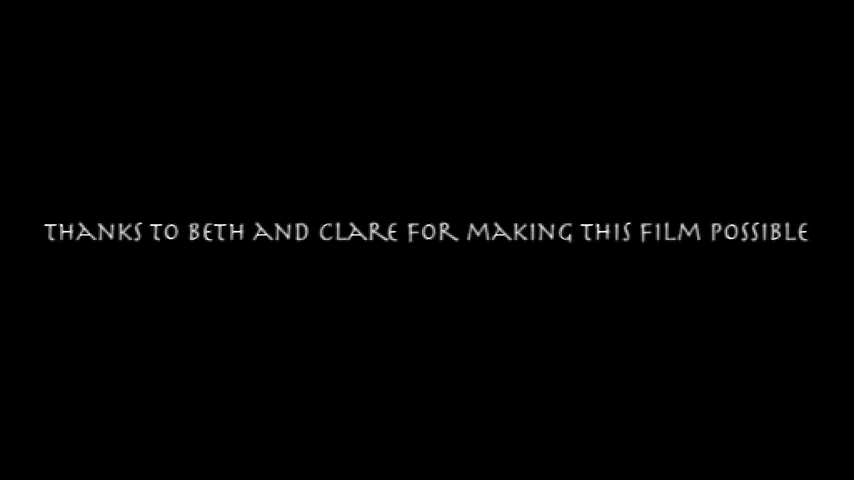 THANKS TO BETH AND CLARE FOR MAKING THIS FILM POSSIBLE